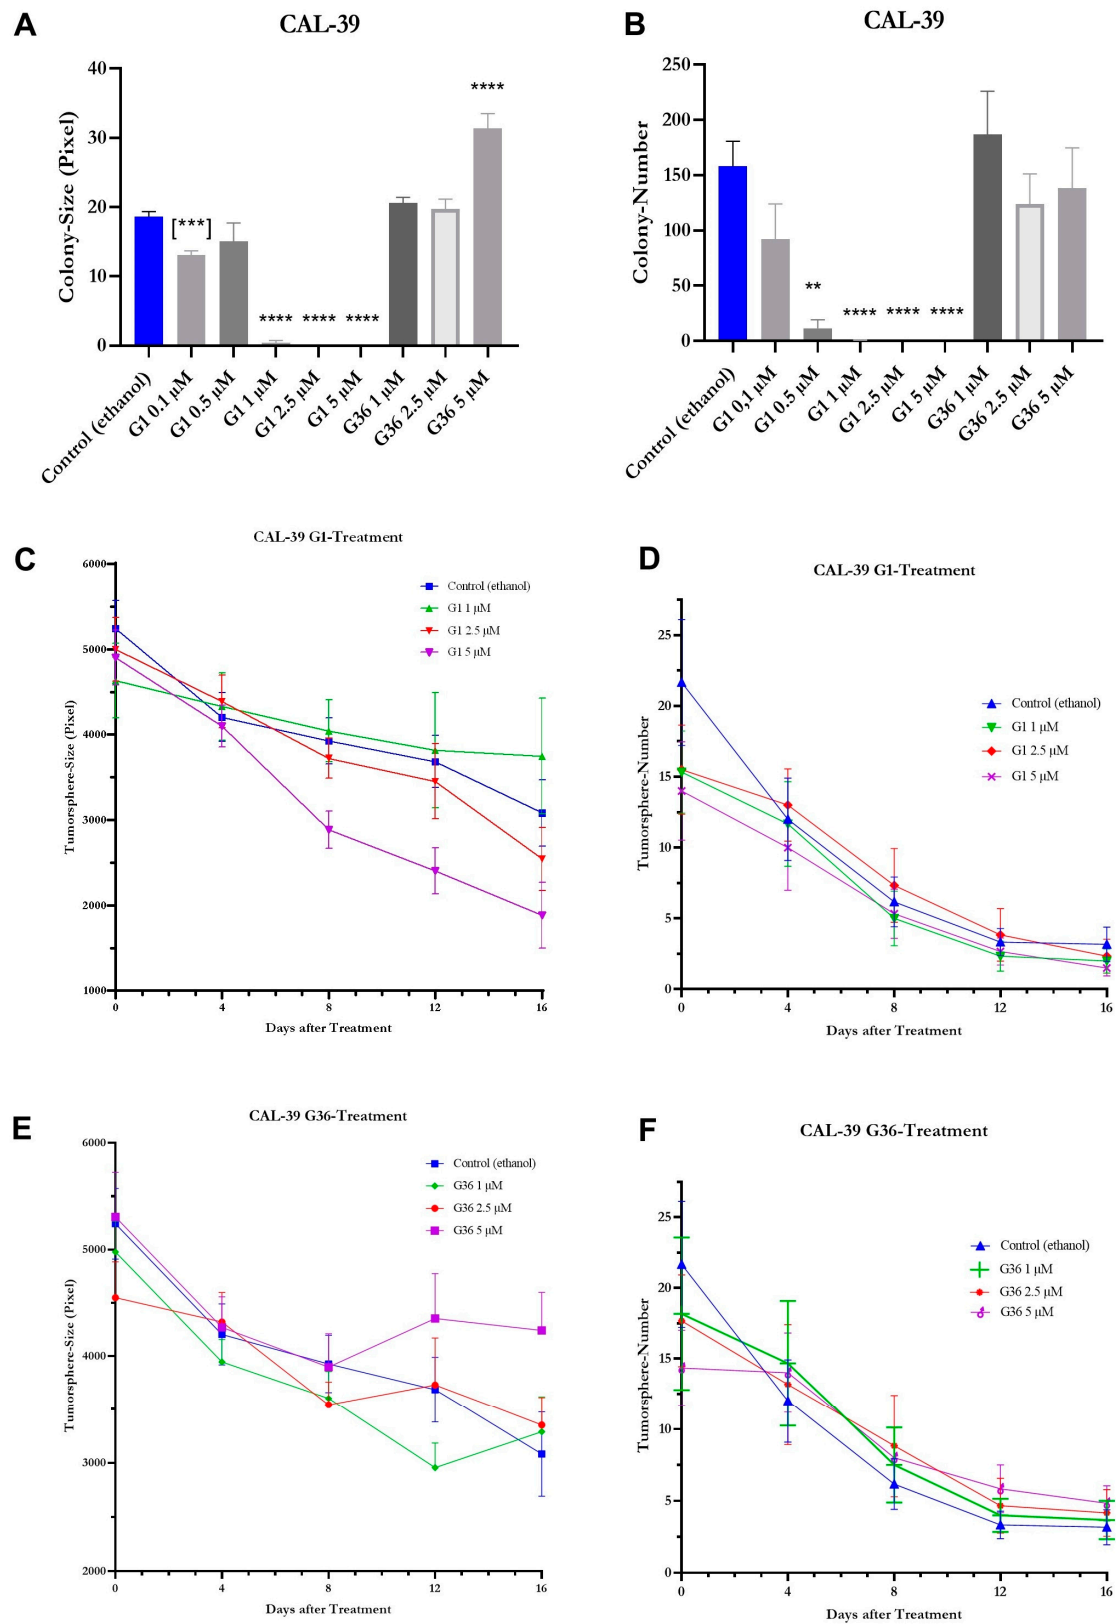 A
CAL-39
Colony-Size (Pixel)
40
30
20
10
0
[***]
****
****
****
****
Control (ethanol)
G1 0.1 µM
G1 0.5 µM
G1 1 µM
G1 2.5 µM
G1 5 µM
G36 1 µM
G36 2.5 µM
G36 5 µM
B
CAL-39
Colony-Number
250
200
150
100
50
0
**
****
****
****
Control (ethanol)
G1 0,1 µM
G1 0.5 µM
G1 1 µM
G1 2.5 µM
G1 5 µM
G36 1 µM
G36 2.5 µM
G36 5 µM
C
CAL-39 G1-Treatment
Tumorsphere-Size (Pixel)
6000
5000
4000
3000
2000
1000
0
4
8
12
16
Days after Treatment
Control (ethanol)
G1 1 µM
G1 2.5 µM
G1 5 µM
D
CAL-39 G1-Treatment
Tumorsphere-Number
25
20
15
10
5
0
0
4
8
12
16
Days after Treatment
Control (ethanol)
G1 1 µM
G1 2.5 µM
G1 5 µM
E
CAL-39 G36-Treatment
Tumorsphere-Size (Pixel)
6000
5000
4000
3000
2000
0
4
8
12
16
Days after Treatment
Control (ethanol)
G36 1 µM
G36 2.5 µM
G36 5 µM
F
CAL-39 G36-Treatment
Tumorsphere-Number
25
20
15
10
5
0
0
4
8
12
16
Days after Treatment
Control (ethanol)
G36 1 µM
G36 2.5 µM
G36 5 µM